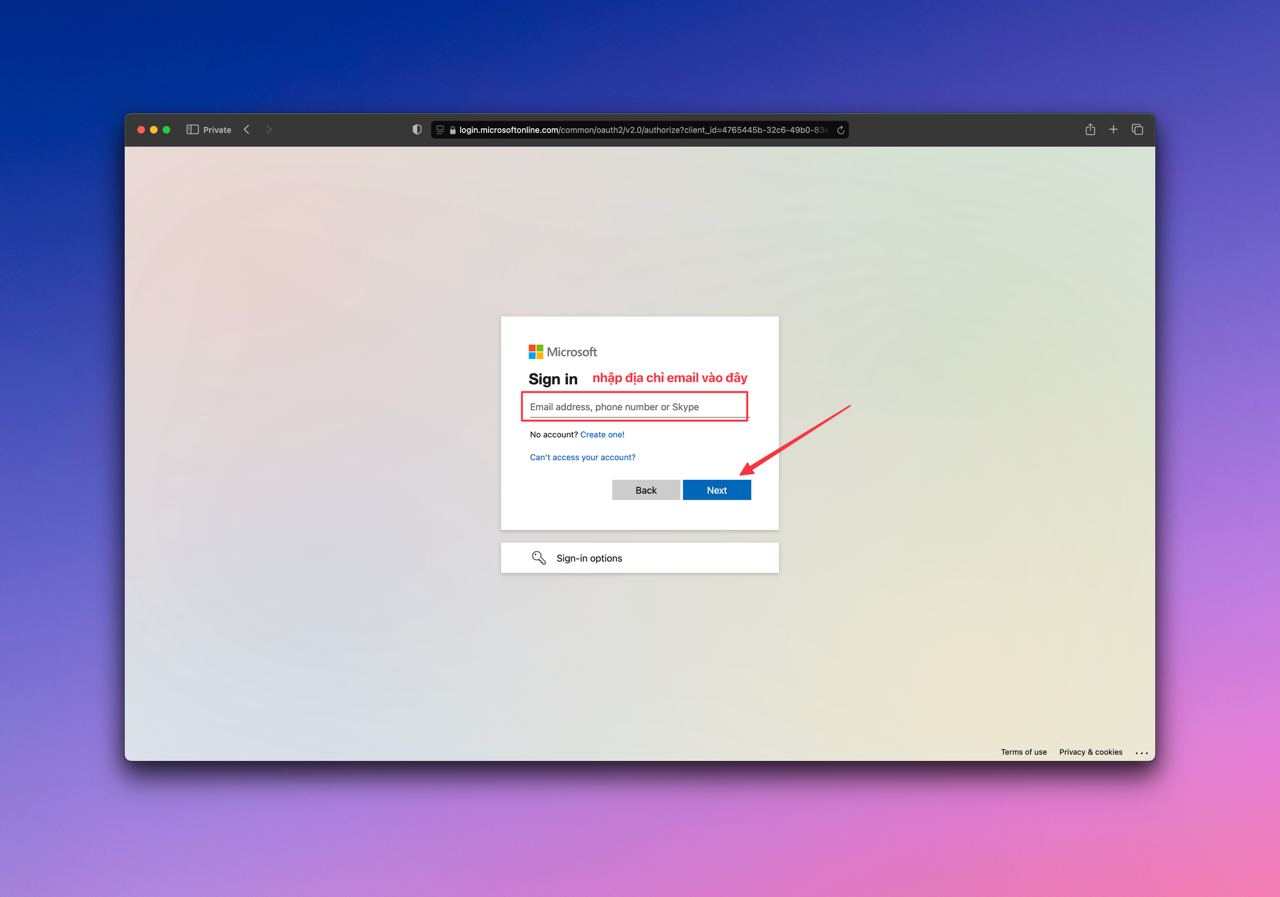 Private
login.microsoftonline.com/common/oauth2/v2.0/authorize?client_id=4765445b-32c6-49b0-83
Microsoft
Sign in nhập địa chỉ email vào đây
Email address, phone number or Skype
No account? Create one!
Can't access your account?
Back Next
Sign-in options
Terms of use Privacy & cookies ...